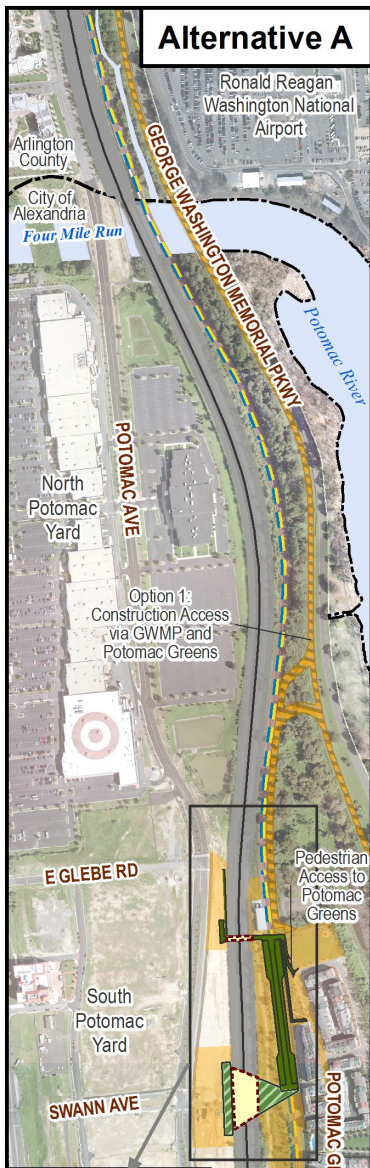 Alternative A
Ronald Reagan
Washington National
Airport
Arlington
County
City of
Alexandria
Four Mile Run
GEORGE WASHINGTON MEMORIAL PKWY
Potomac River
POTOMAC AVE
North
Potomac
Yard
Option 1:
Construction Access
via GWMP and
Potomac Greens
E GLEBE RD
Pedestrian
Access to
Potomac
Greens
South
Potomac
Yard
SWANN AVE
POTOMAC G